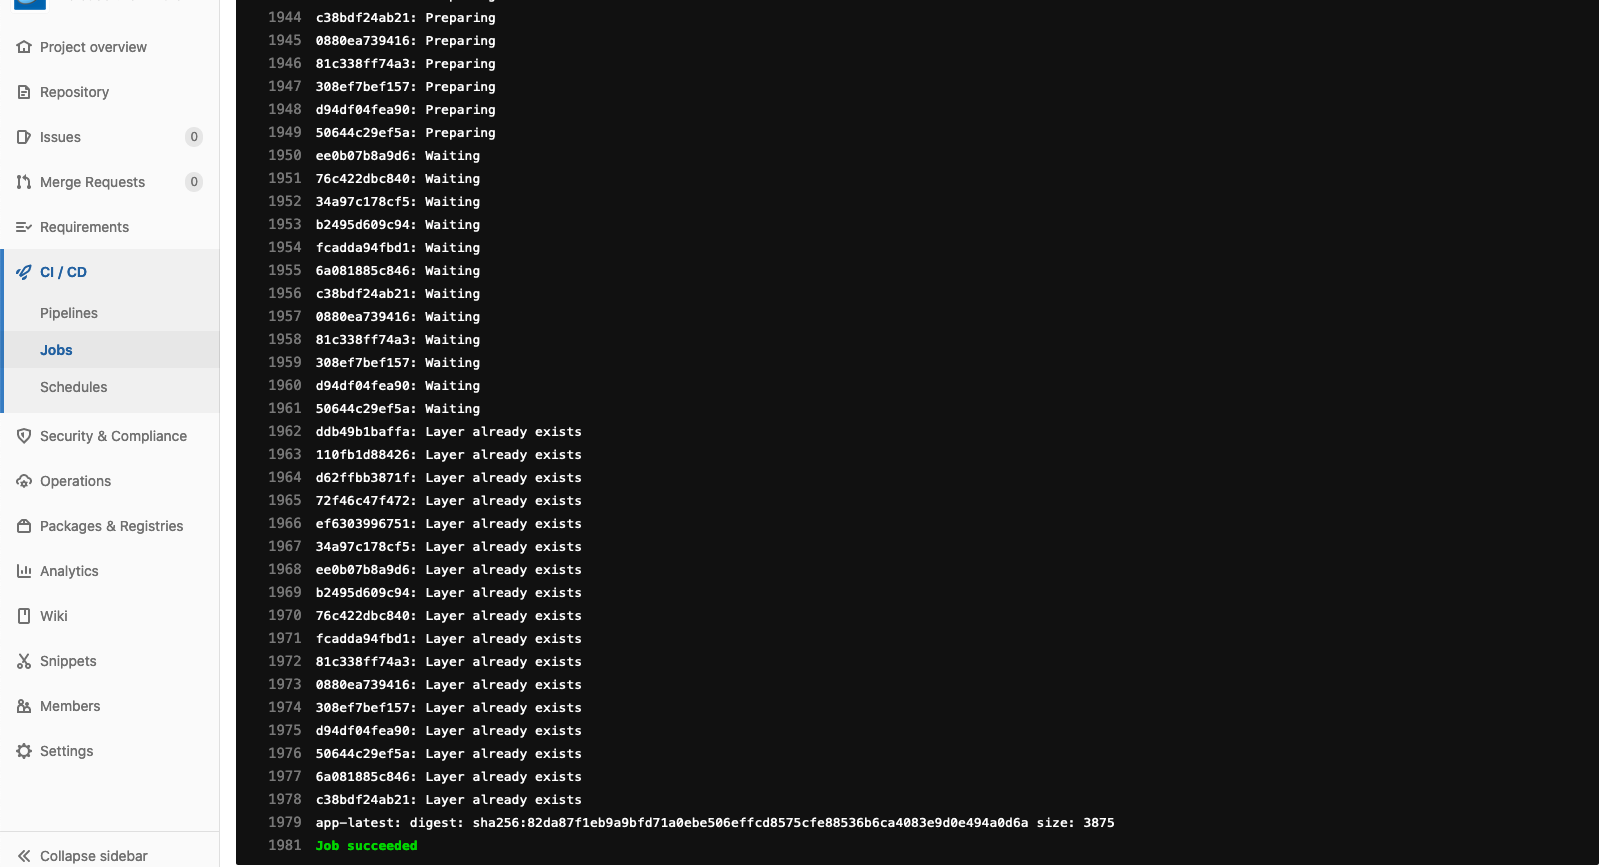 Project overview
Repository
Issues 0
Merge Requests 0
Requirements
CI / CD
Pipelines
Jobs
Schedules
Security & Compliance
Operations
Packages & Registries
Analytics
Wiki
Snippets
Members
Settings
Collapse sidebar
1944 c38bdf24ab21: Preparing
1945 0880ea739416: Preparing
1946 81c338ff74a3: Preparing
1947 308ef7bef157: Preparing
1948 d94df04fea90: Preparing
1949 50644c29ef5a: Preparing
1950 ee0b07b8a9d6: Waiting
1951 76c422dbc840: Waiting
1952 34a97c178cf5: Waiting
1953 b2495d609c94: Waiting
1954 fcadda94fbd1: Waiting
1955 6a081885c846: Waiting
1956 c38bdf24ab21: Waiting
1957 0880ea739416: Waiting
1958 81c338ff74a3: Waiting
1959 308ef7bef157: Waiting
1960 d94df04fea90: Waiting
1961 50644c29ef5a: Waiting
1962 ddb49b1baffa: Layer already exists
1963 110fb1d88426: Layer already exists
1964 d62ffbb3871f: Layer already exists
1965 72f46c47f472: Layer already exists
1966 ef6303996751: Layer already exists
1967 34a97c178cf5: Layer already exists
1968 ee0b07b8a9d6: Layer already exists
1969 b2495d609c94: Layer already exists
1970 76c422dbc840: Layer already exists
1971 fcadda94fbd1: Layer already exists
1972 81c338ff74a3: Layer already exists
1973 0880ea739416: Layer already exists
1974 308ef7bef157: Layer already exists
1975 d94df04fea90: Layer already exists
1976 50644c29ef5a: Layer already exists
1977 6a081885c846: Layer already exists
1978 c38bdf24ab21: Layer already exists
1979 app-latest: digest: sha256:82da87f1eb9a9bfd71a0ebe506effcd8575cfe88536b6ca4083e9d0e494a0d6a size: 3875
1981 Job succeeded